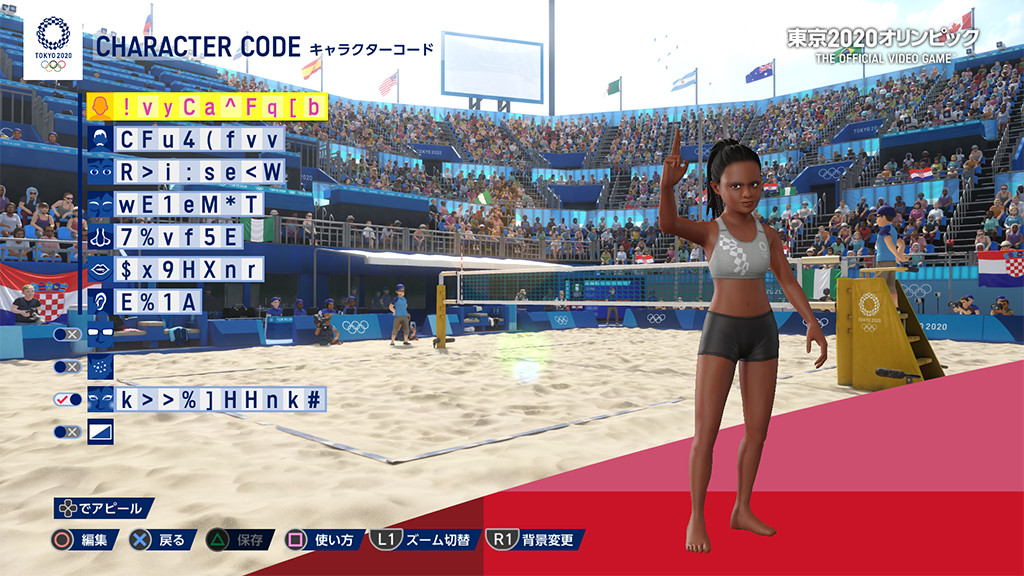 TOKYO 2020
CHARACTER CODE キャラクターコード
東京2020オリンピック
THE OFFICIAL VIDEO GAME
!vyCa^Fq[b
CFu4(fvv
R>i:se<W
wE1eM*T
7%vf5E
$x9HXnr
E%1A
k>>%]HHnk#
でアピール
編集
戻る
保存
使い方
L1 ズーム切替
R1 背景変更